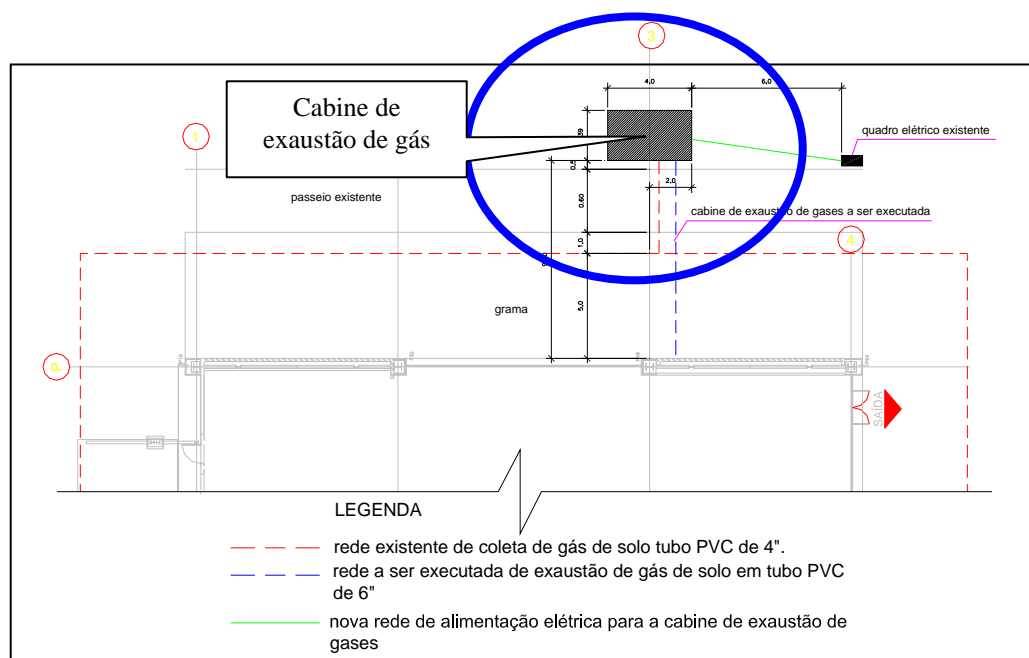 3
4,0
6,0
Cabine de
exaustão de gás
1
39
quadro elétrico existente
0,5
2,0
passeio existente
0.60
cabine de exaustão de gases a ser executada
1,0
4
grama
5,0
P
SAÍDA
LEGENDA
rede existente de coleta de gás de solo tubo PVC de 4".
rede a ser executada de exaustão de gás de solo em tubo PVC
de 6"
nova rede de alimentação elétrica para a cabine de exaustão de
gases